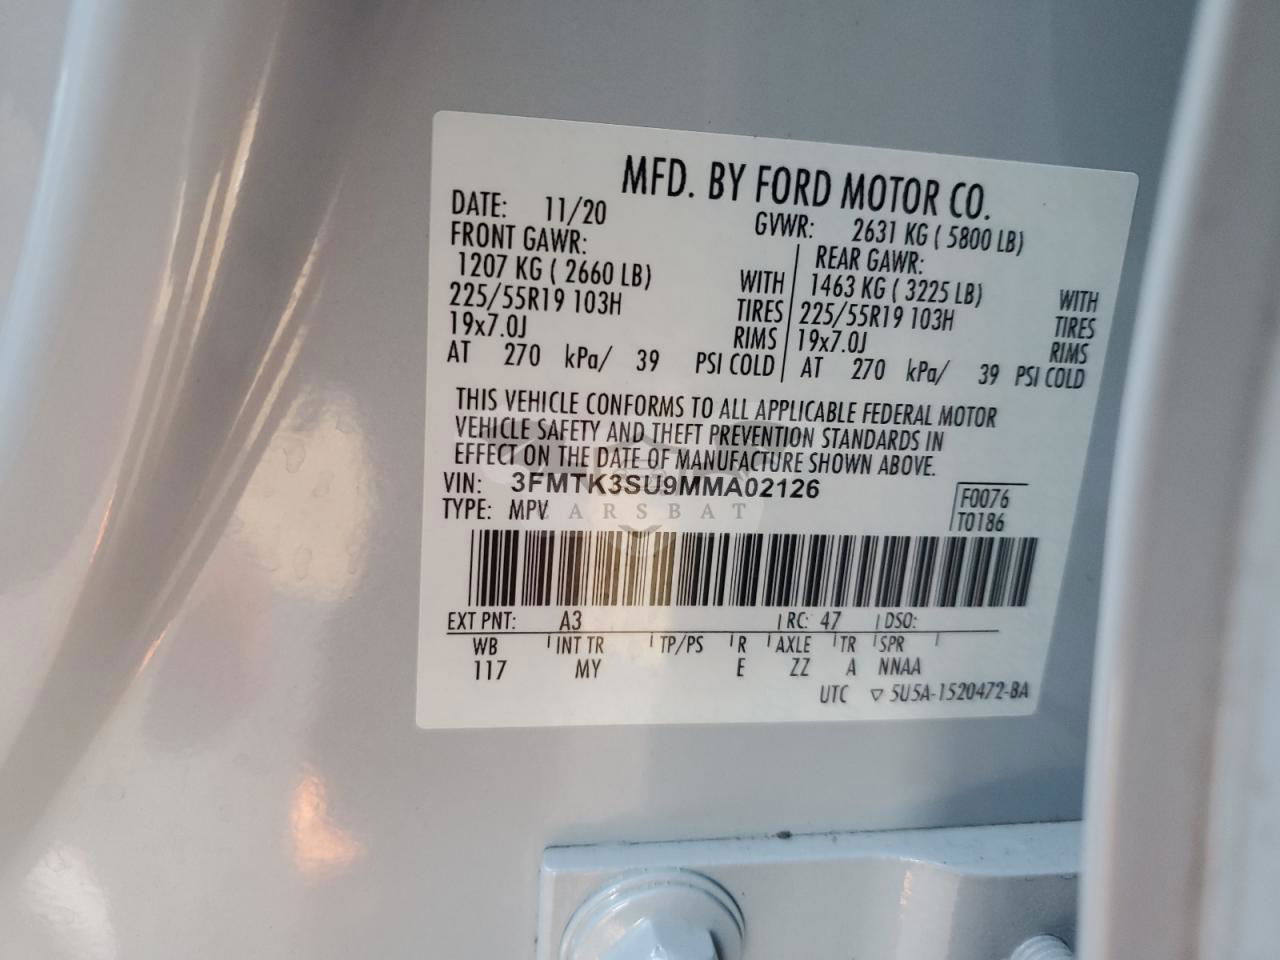 MFD. BY FORD MOTOR CO.
DATE: 11/20 GVWR: 2631 KG ( 5800 LB)
FRONT GAWR: REAR GAWR:
1207 KG ( 2660 LB) WITH 1463 KG ( 3225 LB) WITH
225/55R19 103H TIRES 225/55R19 103H TIRES
19x7.0J RIMS 19x7.0J RIMS
AT 270 kPa/ 39 PSI COLD AT 270 kPa/ 39 PSI COLD
THIS VEHICLE CONFORMS TO ALL APPLICABLE FEDERAL MOTOR
VEHICLE SAFETY AND THEFT PREVENTION STANDARDS IN
EFFECT ON THE DATE OF MANUFACTURE SHOWN ABOVE.
VIN: 3FMTK3SU9MMA02126 F0076
TYPE: MPV T0186
CARSBAT
EXT PNT: A3 RC: 47 DSO:
WB INT TR TP/PS R AXLE TR SPR
117 MY E ZZ A NNAA
UTC ▽ 5U5A-1520472-BA